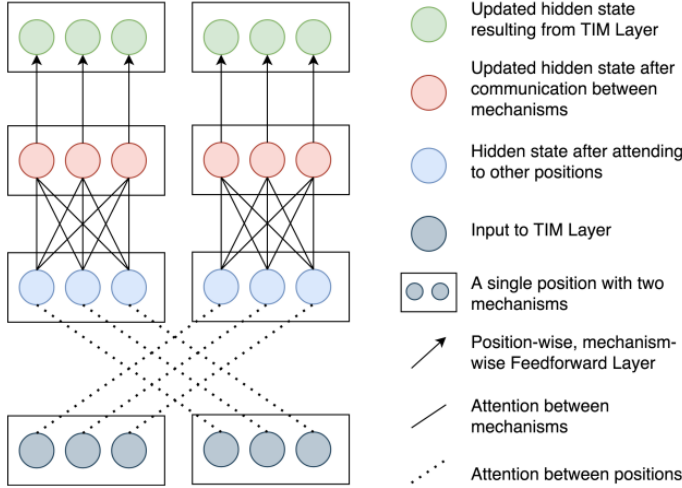 Updated hidden state
resulting from TIM Layer
Updated hidden state after
communication between
mechanisms
Hidden state after attending
to other positions
Input to TIM Layer
A single position with two
mechanisms
Position-wise, mechanism-
wise Feedforward Layer
Attention between
mechanisms
Attention between positions